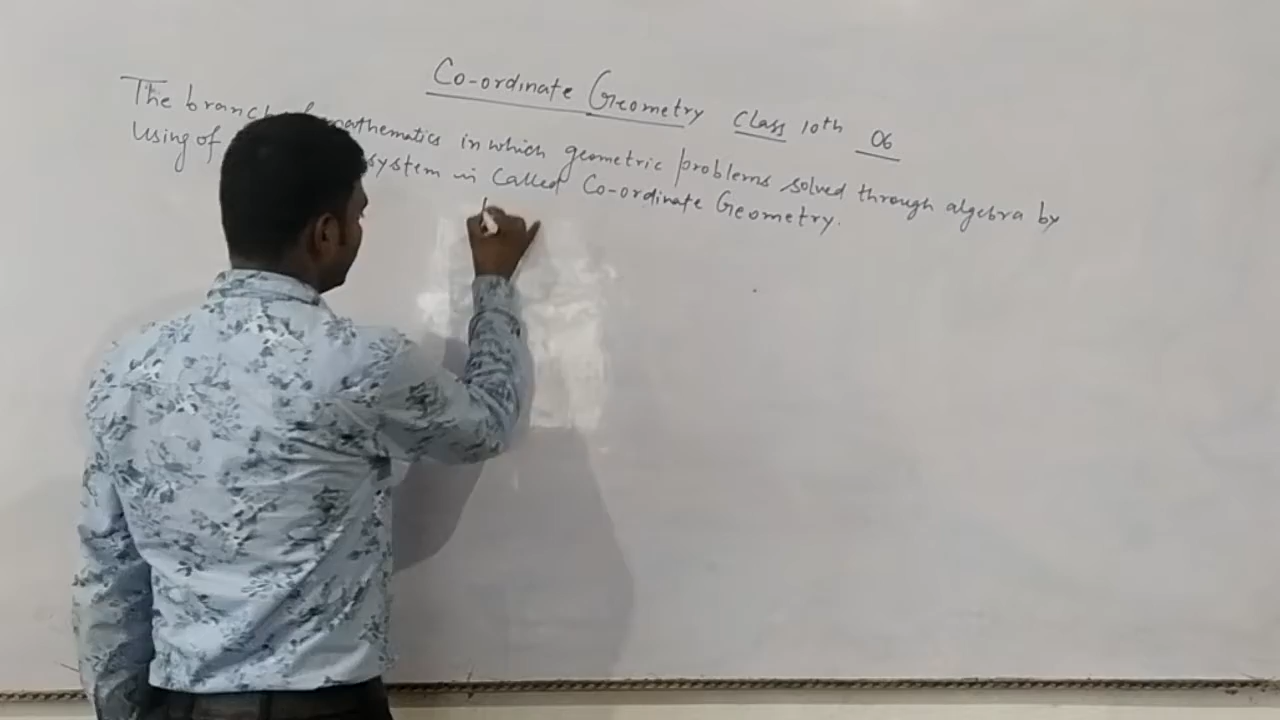 Co-ordinate Geometry Class 10th 06
The branch mathematics in which geometric problems solved through algebra by
Using of system in Called Co-ordinate Geometry.